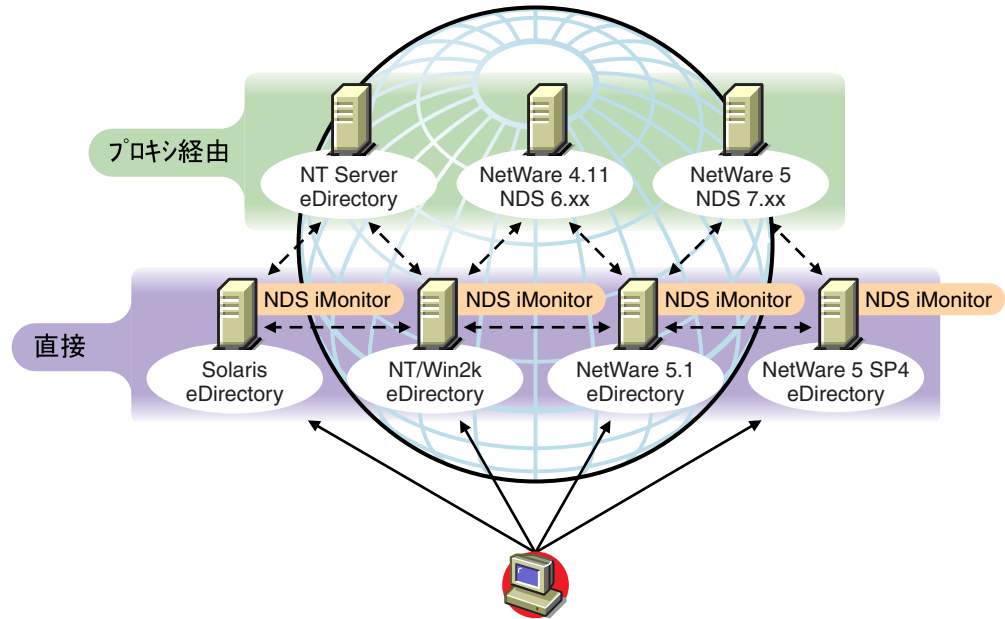 プロキシ経由
NT Server
eDirectory
NetWare 4.11
NDS 6.xx
NetWare 5
NDS 7.xx
直接
NDS iMonitor
NDS iMonitor
NDS iMonitor
NDS iMonitor
Solaris
eDirectory
NT/Win2k
eDirectory
NetWare 5.1
eDirectory
NetWare 5 SP4
eDirectory